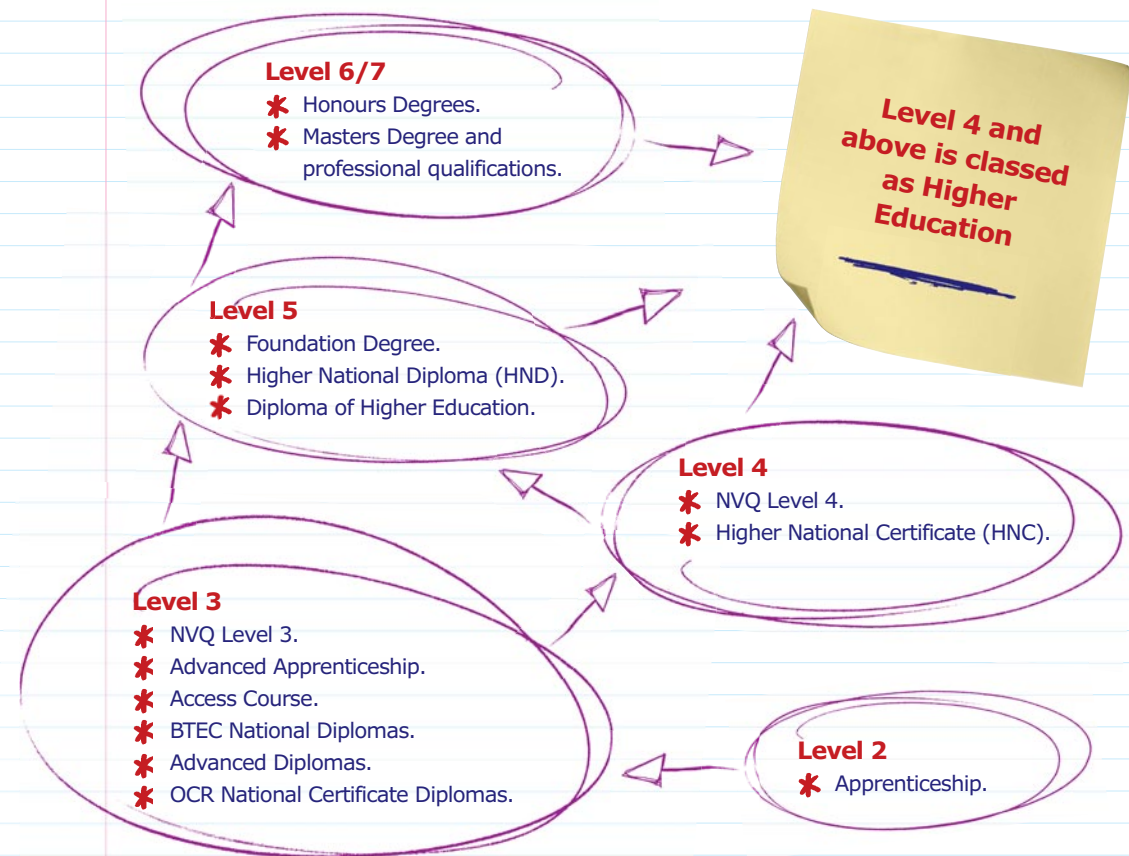 Level 6/7
Honours Degrees.
Masters Degree and
professional qualifications.
Level 4 and
above is classed
as Higher
Education
Level 5
Foundation Degree.
Higher National Diploma (HND).
Diploma of Higher Education.
Level 4
NVQ Level 4.
Higher National Certificate (HNC).
Level 3
NVQ Level 3.
Advanced Apprenticeship.
Access Course.
BTEC National Diplomas.
Advanced Diplomas.
OCR National Certificate Diplomas.
Level 2
Apprenticeship.